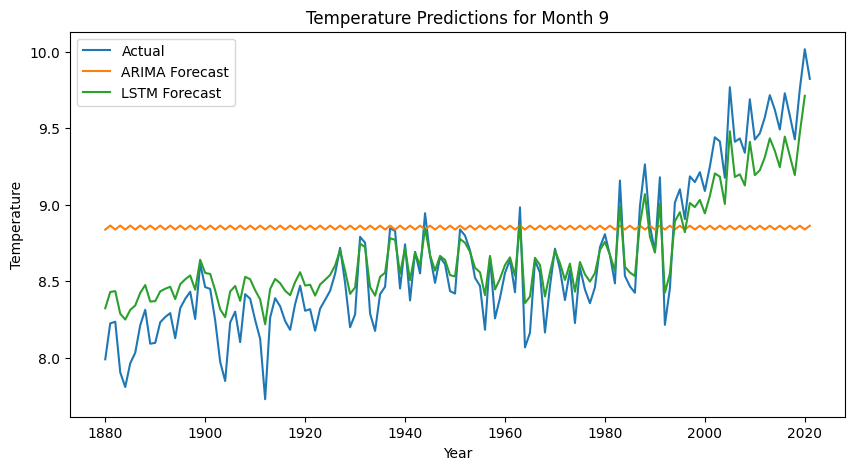 Temperature Predictions for Month 9
Actual
ARIMA Forecast
LSTM Forecast
10.0
9.5
9.0
8.5
8.0
Temperature
1880 1900 1920 1940 1960 1980 2000 2020
Year